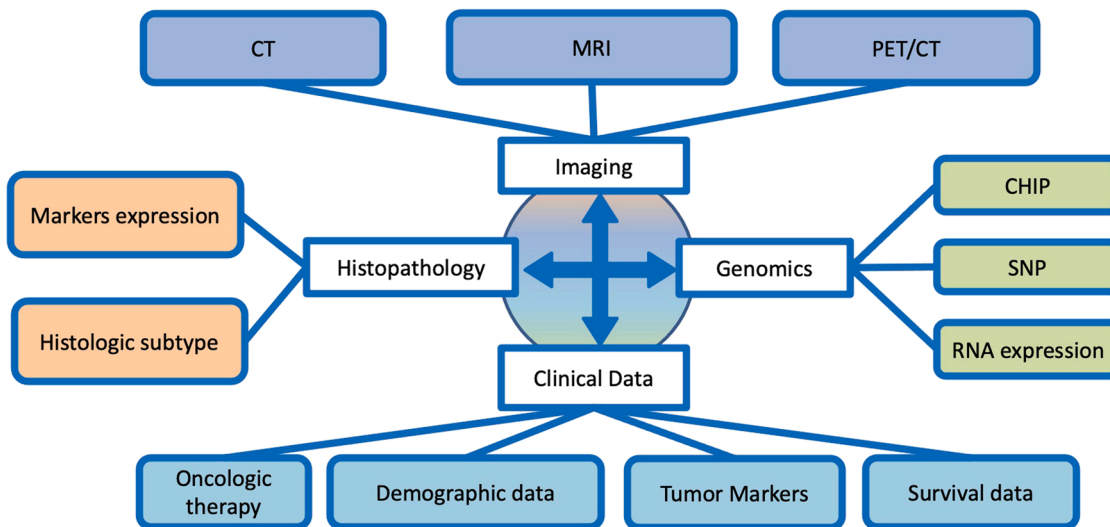 CT
MRI
PET/CT
Imaging
Markers expression
Histopathology
Histologic subtype
Genomics
CHIP
SNP
RNA expression
Clinical Data
Oncologic
therapy
Demographic data
Tumor Markers
Survival data